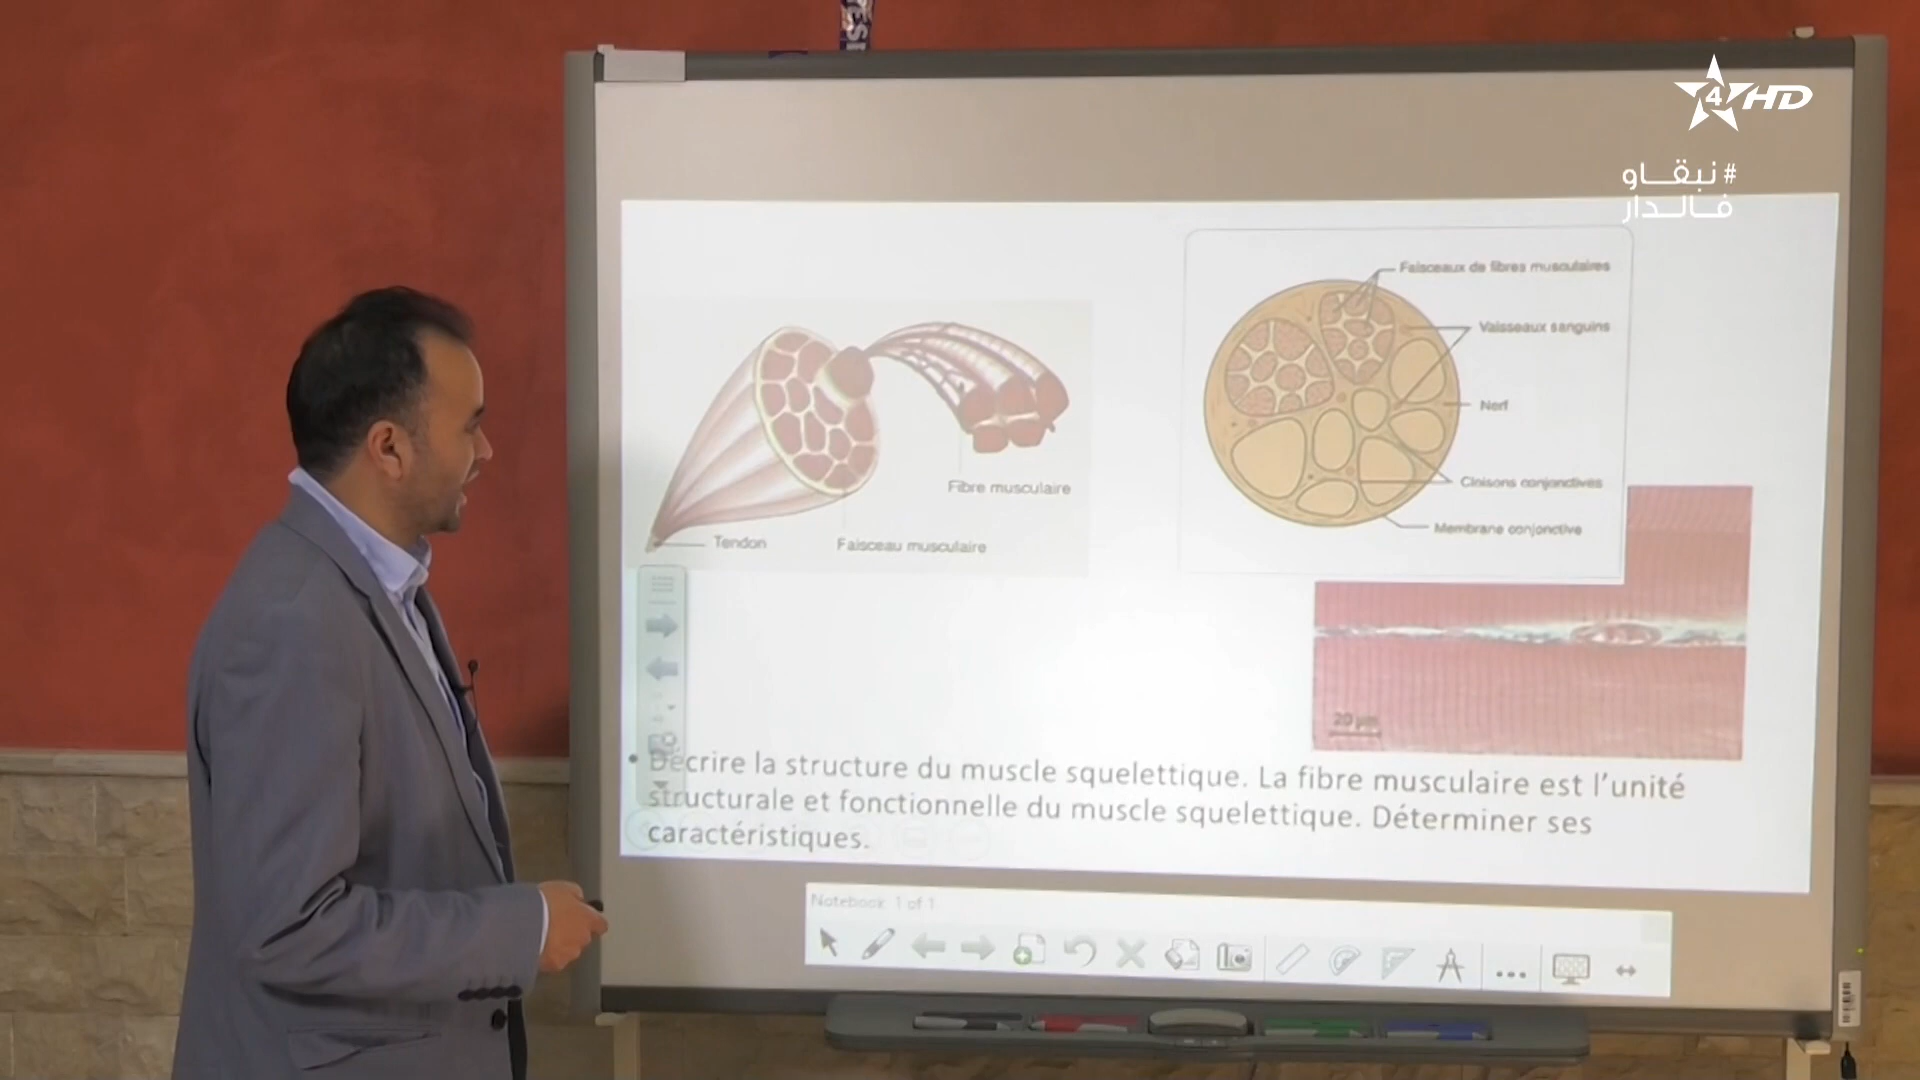 4 HD
#نبقاو
فالدار
Faisceaux de fibres musculaires
Vaisseaux sanguins
Nerf
Cloisons conjonctives
Membrane conjonctive
Fibre musculaire
Tendon
Faisceau musculaire
20 µm
• Décrire la structure du muscle squelettique. La fibre musculaire est l’unité
structurale et fonctionnelle du muscle squelettique. Déterminer ses
caractéristiques.
Notebook 1 of 1